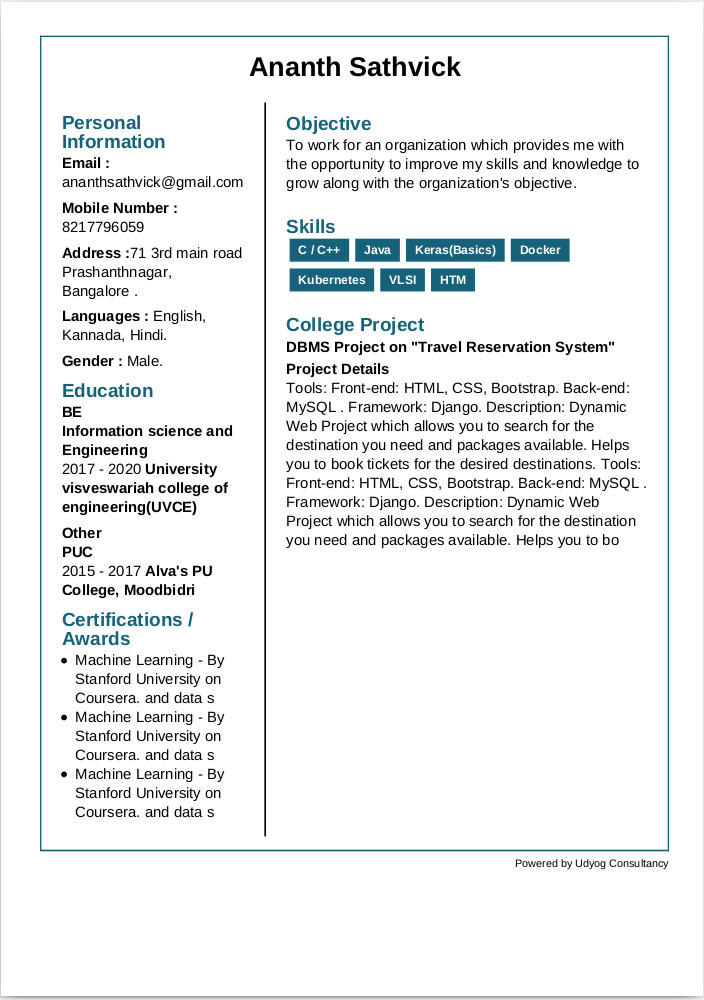 Ananth Sathvick
Personal
Information
Email :
ananthsathvick@gmail.com
Mobile Number :
8217796059
Address :71 3rd main road
Prashanthnagar,
Bangalore .
Languages : English,
Kannada, Hindi.
Gender : Male.
Education
BE
Information science and
Engineering
2017 - 2020 University
visveswariah college of
engineering(UVCE)
Other
PUC
2015 - 2017 Alva's PU
College, Moodbidri
Certifications /
Awards
Machine Learning - By
Stanford University on
Coursera. and data s
Machine Learning - By
Stanford University on
Coursera. and data s
Machine Learning - By
Stanford University on
Coursera. and data s
Objective
To work for an organization which provides me with
the opportunity to improve my skills and knowledge to
grow along with the organization's objective.
Skills
C / C++ Java Keras(Basics) Docker
Kubernetes VLSI HTM
College Project
DBMS Project on "Travel Reservation System"
Project Details
Tools: Front-end: HTML, CSS, Bootstrap. Back-end:
MySQL . Framework: Django. Description: Dynamic
Web Project which allows you to search for the
destination you need and packages available. Helps
you to book tickets for the desired destinations. Tools:
Front-end: HTML, CSS, Bootstrap. Back-end: MySQL .
Framework: Django. Description: Dynamic Web
Project which allows you to search for the destination
you need and packages available. Helps you to bo
Powered by Udyog Consultancy